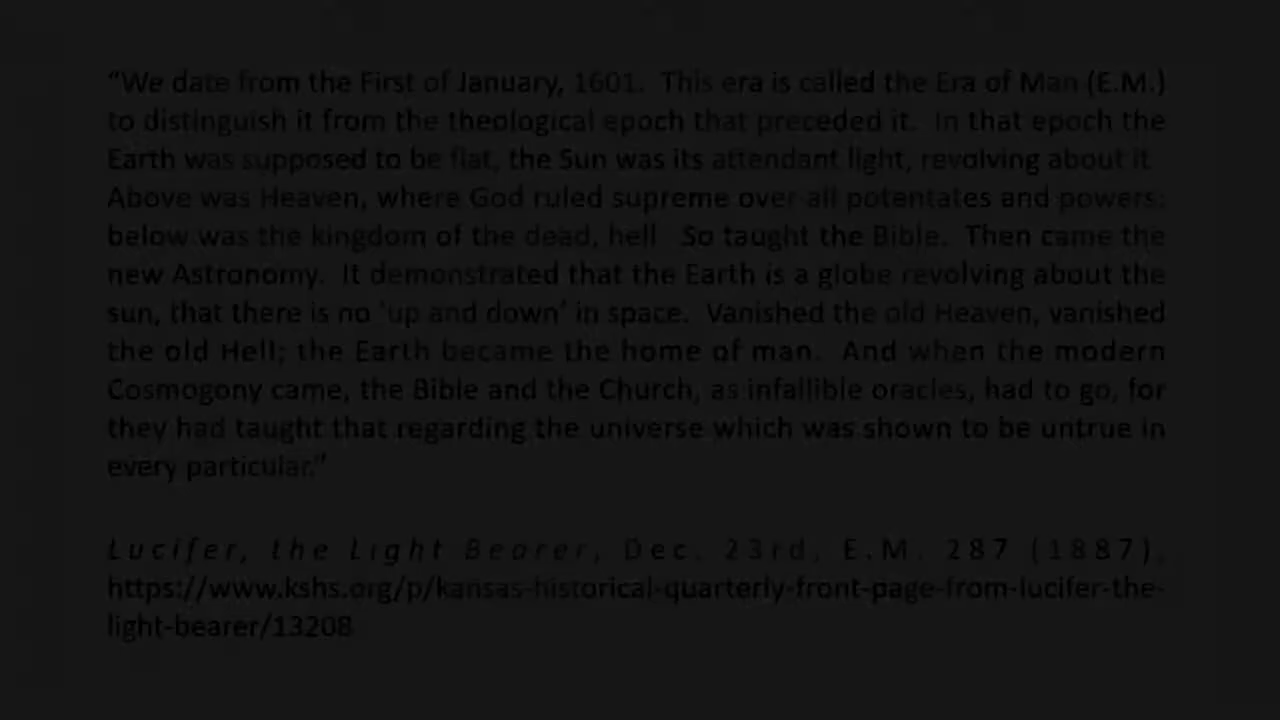 “We date from the First of January, 1601. This era is called the Era of Man (E.M.)
to distinguish it from the theological epoch that preceded it. In that epoch the
Earth was supposed to be flat, the Sun was its attendant light, revolving about it.
Above was Heaven, where God ruled supreme over all potentates and powers;
below was the kingdom of the dead, hell. So taught the Bible. Then came the
new Astronomy. It demonstrated that the Earth is a globe revolving about the
sun, that there is no ‘up and down’ in space. Vanished the old Heaven, vanished
the old Hell; the Earth became the home of man. And when the modern
Cosmogony came, the Bible and the Church, as infallible oracles, had to go, for
they had taught that regarding the universe which was shown to be untrue in
every particular.”
Lucifer, the Light Bearer, Dec. 23rd, E.M. 287 (1887),
https://www.kshs.org/p/kansas-historical-quarterly-front-page-from-lucifer-the-
light-bearer/13208